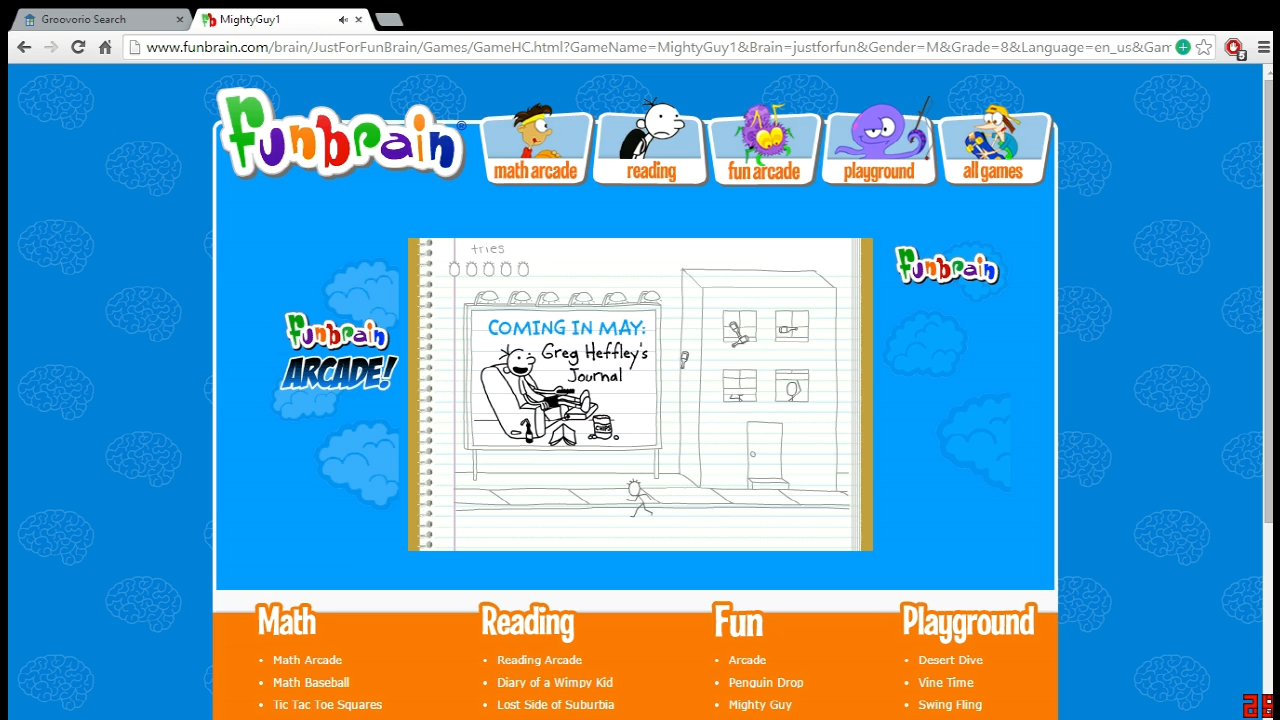 Groovorio Search
MightyGuy1
www.funbrain.com/brain/JustForFunBrain/Games/GameHC.html?GameName=MightyGuy1&Brain=justforfun&Gender=M&Grade=8&Language=en_us&Gam
5
funbrain®
math arcade
reading
fun arcade
playground
all games
tries
funbrain
funbrain
ARCADE!
COMING IN MAY:
Greg Heffley's
Journal
CHIPS
Math
Reading
Fun
Playground
• Math Arcade
• Reading Arcade
• Arcade
• Desert Dive
• Math Baseball
• Diary of a Wimpy Kid
• Penguin Drop
• Vine Time
• Tic Tac Toe Squares
• Lost Side of Suburbia
• Mighty Guy
• Swing Fling